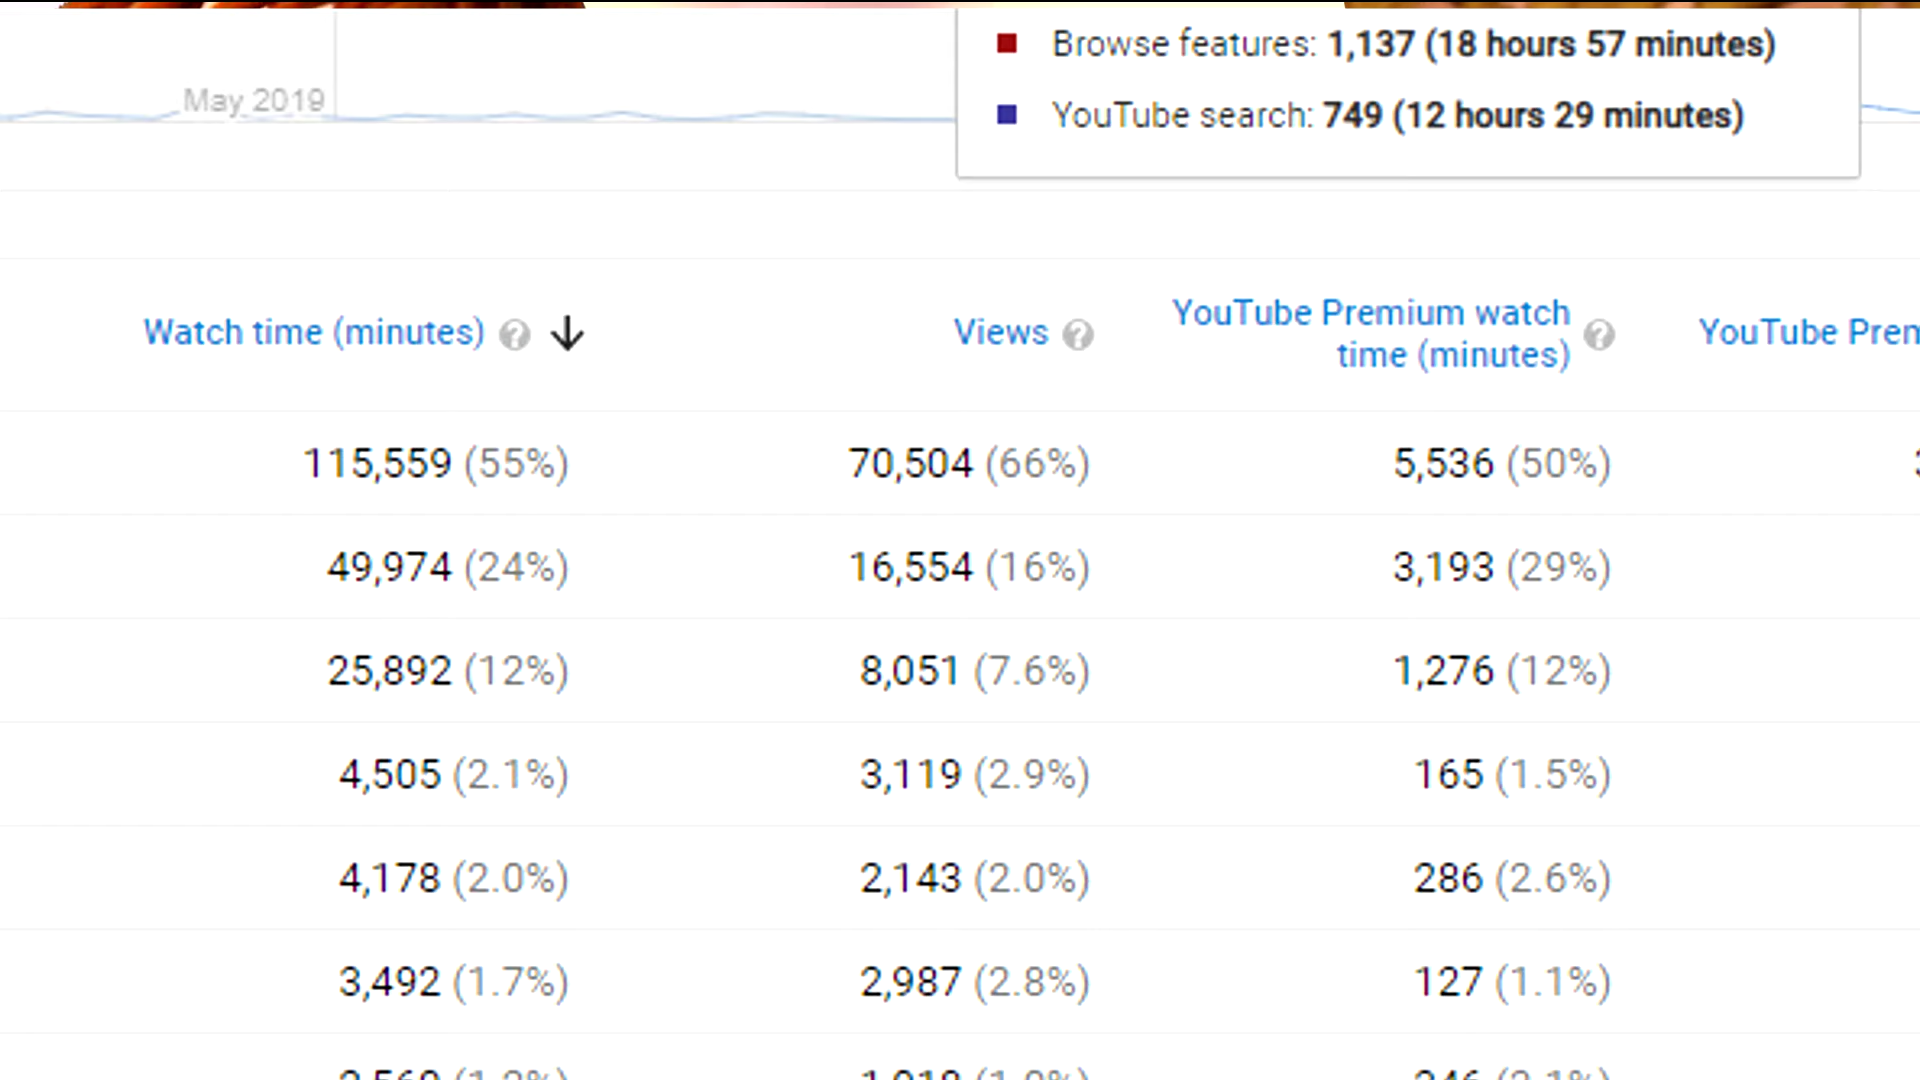 Browse features: 1,137 (18 hours 57 minutes)
May 2019
YouTube search: 749 (12 hours 29 minutes)
Watch time (minutes) ? Views ? YouTube Premium watch time (minutes) ? YouTube
115,559 (55%) 70,504 (66%) 5,536 (50%)
49,974 (24%) 16,554 (16%) 3,193 (29%)
25,892 (12%) 8,051 (7.6%) 1,276 (12%)
4,505 (2.1%) 3,119 (2.9%) 165 (1.5%)
4,178 (2.0%) 2,143 (2.0%) 286 (2.6%)
3,492 (1.7%) 2,987 (2.8%) 127 (1.1%)